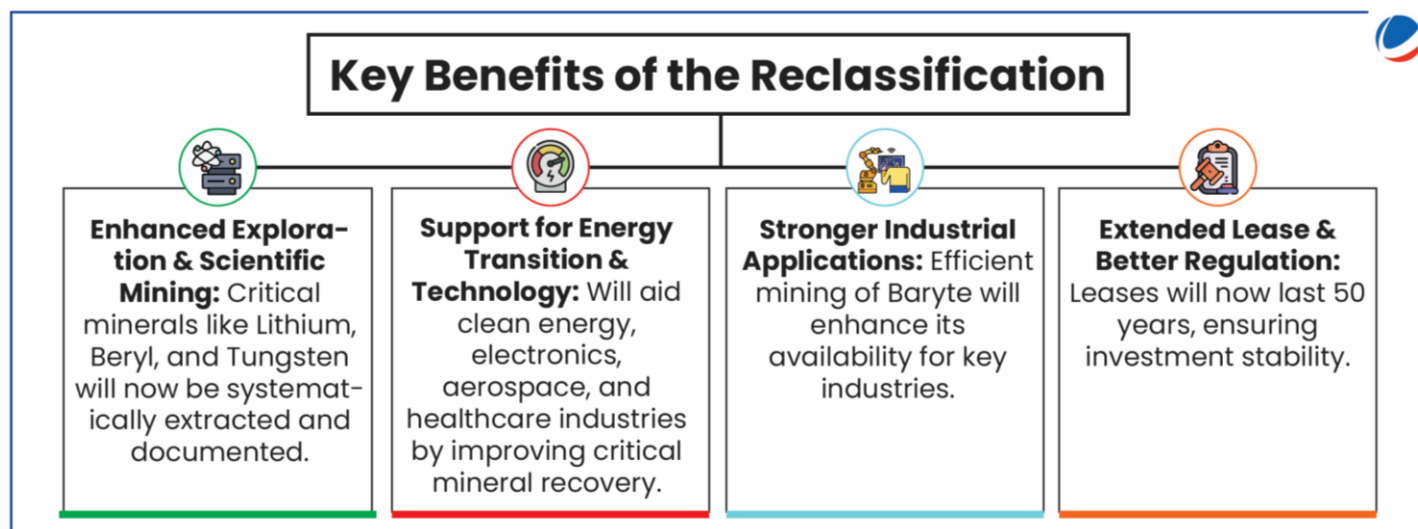 Key Benefits of the Reclassification
Enhanced Explora-
tion & Scientific
Mining: Critical
minerals like Lithium,
Beryl, and Tungsten
will now be systemat-
ically extracted and
documented.
Support for Energy
Transition &
Technology: Will aid
clean energy,
electronics,
aerospace, and
healthcare industries
by improving critical
mineral recovery.
Stronger Industrial
Applications: Efficient
mining of Baryte will
enhance its
availability for key
industries.
Extended Lease &
Better Regulation:
Leases will now last 50
years, ensuring
investment stability.